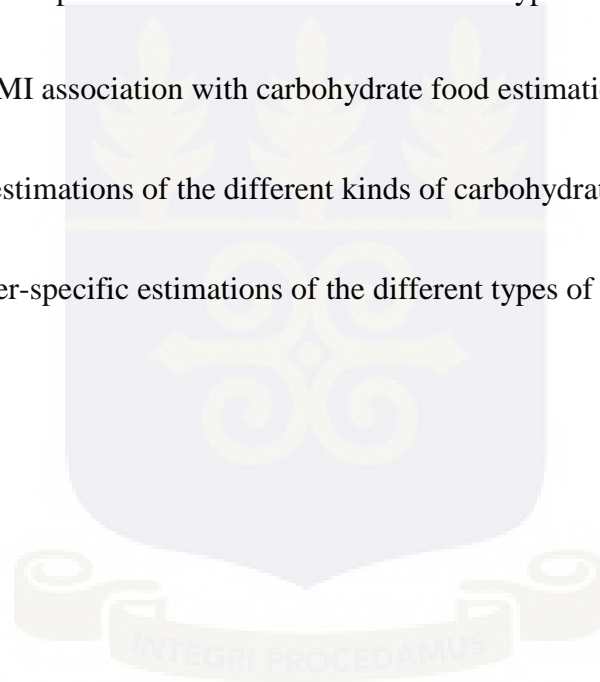 MI association with carbohydrate food estimati
estimations of the different kinds of carbohydrat
er-specific estimations of the different types of
INTEGRI PROCEDAMUS